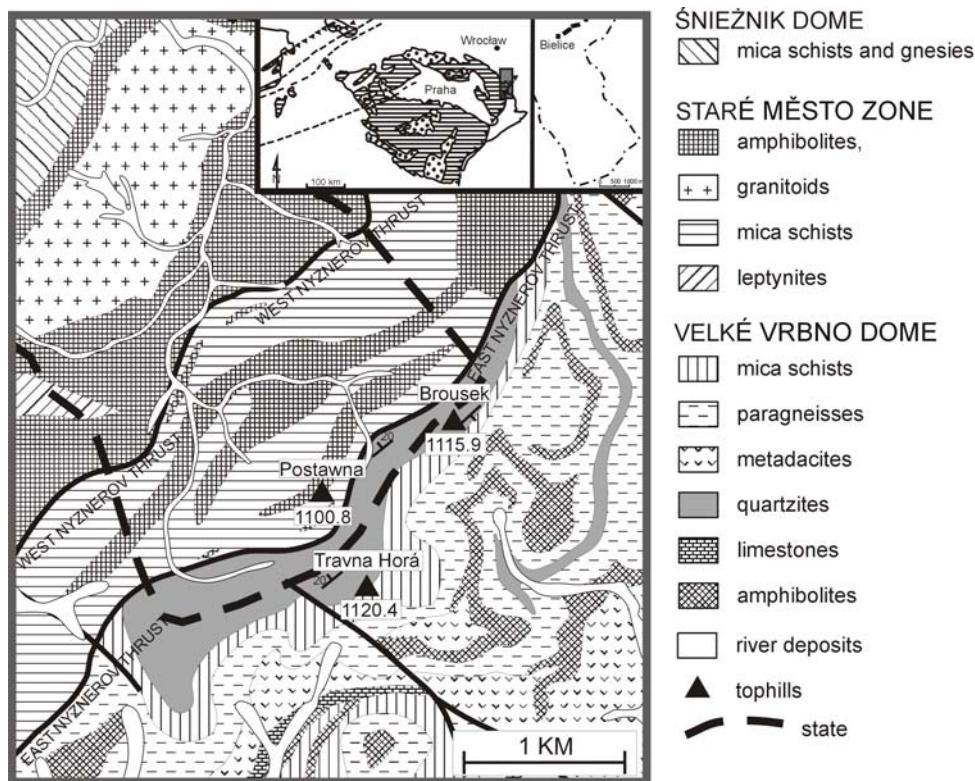 Wrocław
Praha
N
100 km
Bielice
500 1000 m
WEST NYZNEROV THRUST
EAST NYZNEROV THRUST
Brousek
1115.9
Postawna
1100.8
WEST NYZNEROV THRUST
Travna Horá
1120.4
EAST NYZNEROV THRUST
1 KM
ŚNIEŻNIK DOME
mica schists and gnesies
STARÉ MĚSTO ZONE
amphibolites,
granitoids
mica schists
leptynites
VELKÉ VRBNO DOME
mica schists
paragneisses
metadacites
quartzites
limestones
amphibolites
river deposits
tophills
state